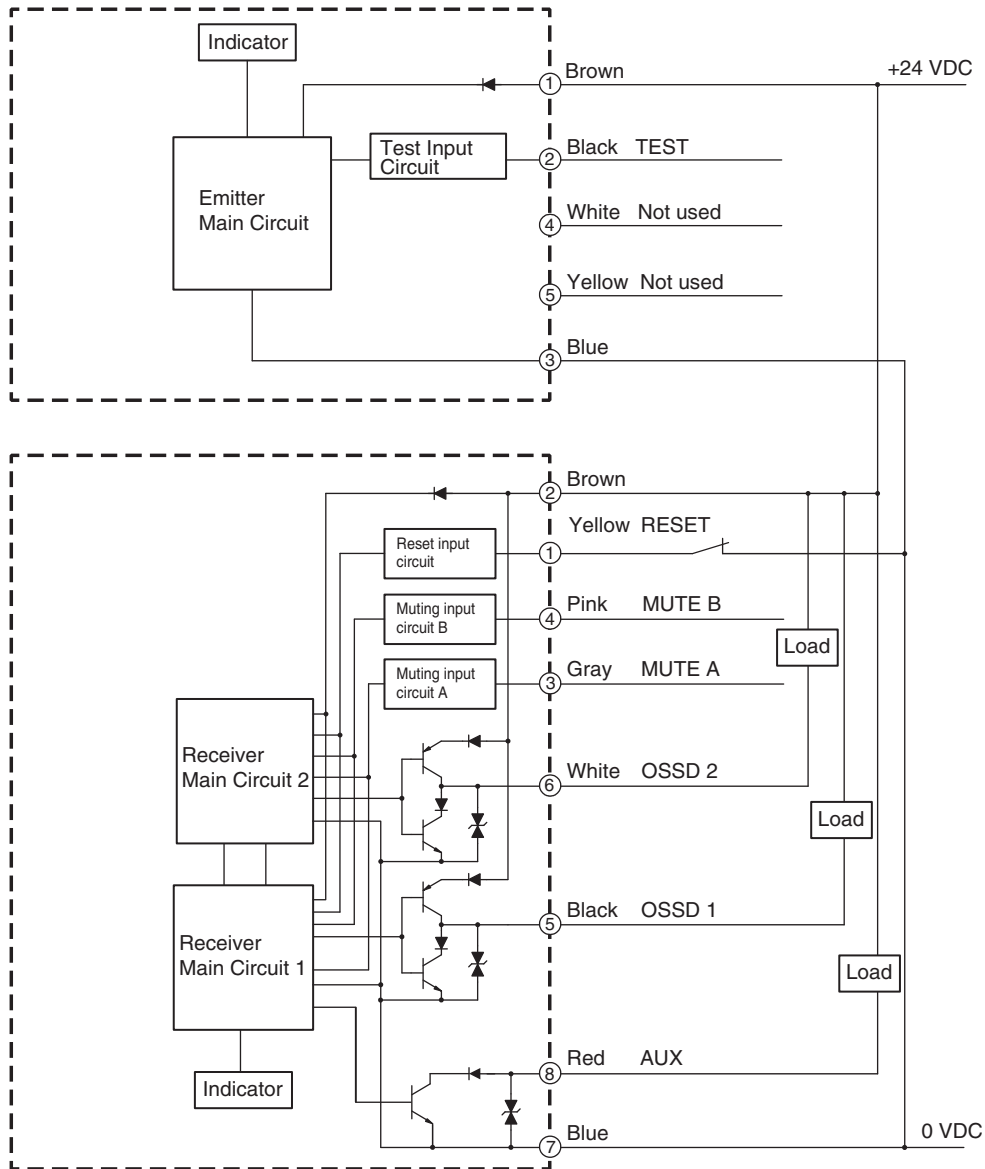 Indicator
+24 VDC
① Brown
Test Input
Circuit
② Black TEST
Emitter
Main Circuit
④ White Not used
⑤ Yellow Not used
③ Blue
② Brown
Yellow RESET
Reset input
circuit
①
Muting input
circuit B
④ Pink MUTE B
Load
Muting input
circuit A
③ Gray MUTE A
Receiver
Main Circuit 2
⑥ White OSSD 2
Load
⑤ Black OSSD 1
Receiver
Main Circuit 1
Load
⑧ Red AUX
Indicator
⑦ Blue
0 VDC